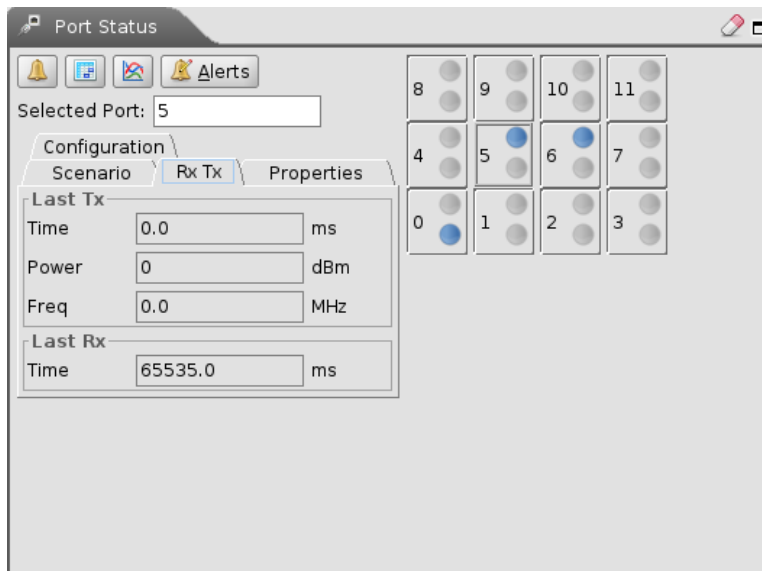 Port Status
Alerts
Selected Port: 5
Configuration
Scenario Rx Tx Properties
Last Tx
Time 0.0 ms
Power 0 dBm
Freq 0.0 MHz
Last Rx
Time 65535.0 ms
8 9 10 11
4 5 6 7
0 1 2 3